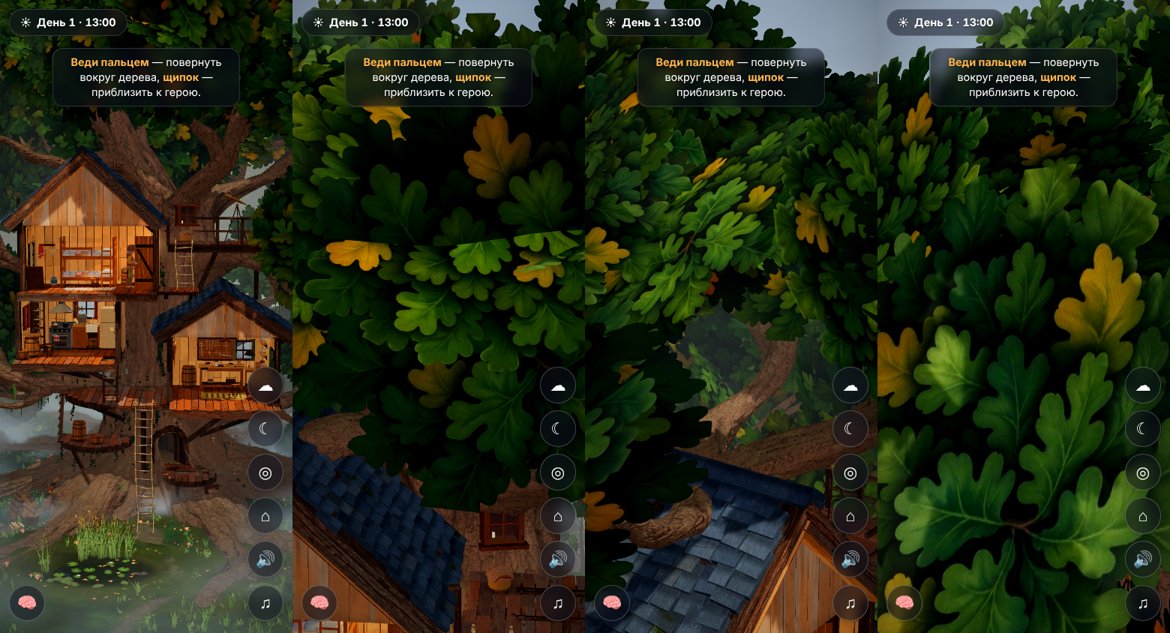 День 1 · 13:00
Веди пальцем — повернуть
вокруг дерева, щипок —
приблизить к герою.
День 1 · 13:00
Веди пальцем — повернуть
вокруг дерева, щипок —
приблизить к герою.
День 1 · 13:00
Веди пальцем — повернуть
вокруг дерева, щипок —
приблизить к герою.
День 1 · 13:00
Веди пальцем — повернуть
вокруг дерева, щипок —
приблизить к герою.